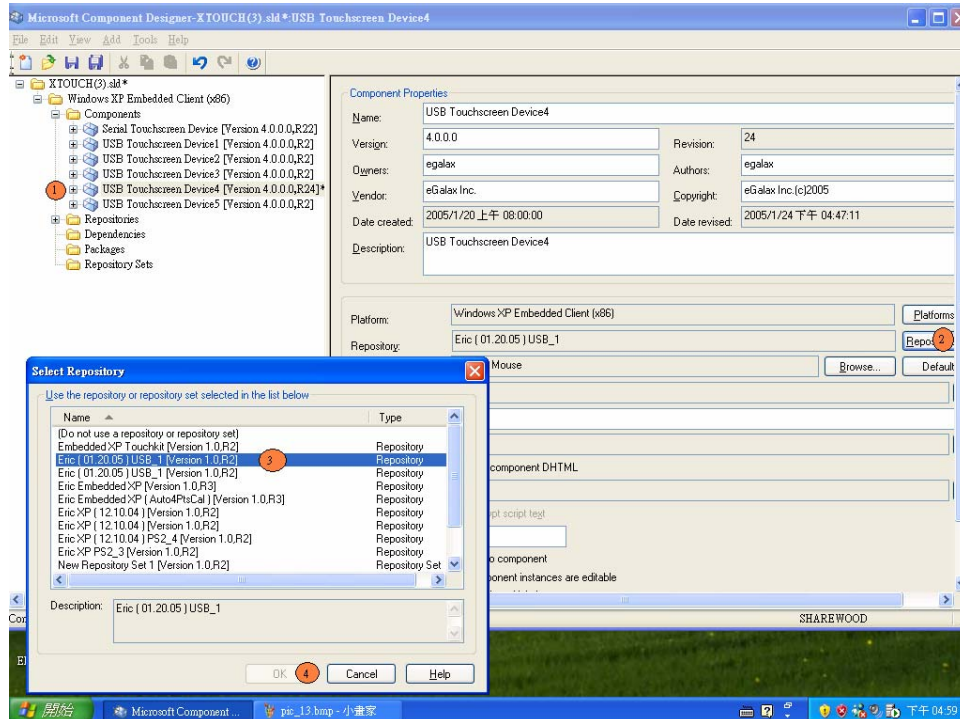 Microsoft Component Designer-XTOUCH(3).sld *:USB Touchscreen Device4
File Edit View Add Tools Help
XTOUCH(3).sld*
Windows XP Embedded Client (x86)
Components
Serial Touchscreen Device [Version 4.0.0.0,R22]
USB Touchscreen Device1 [Version 4.0.0.0,R2]
USB Touchscreen Device2 [Version 4.0.0.0,R2]
USB Touchscreen Device3 [Version 4.0.0.0,R2]
1 USB Touchscreen Device4 [Version 4.0.0.0,R24]*
USB Touchscreen Device5 [Version 4.0.0.0,R2]
Repositories
Dependencies
Packages
Repository Sets
Component Properties
Name: USB Touchscreen Device4
Version: 4.0.0.0 Revision: 24
Owners: egalax Authors: egalax
Vendor: eGalax Inc. Copyright: eGalax Inc.(c)2005
Date created: 2005/1/20 上午 08:00:00 Date revised: 2005/1/24 下午 04:47:11
Description: USB Touchscreen Device4
Platform: Windows XP Embedded Client (x86) Platforms
Repository: Eric ( 01.20.05 ) USB_1 Repos 2
Mouse Browse... Default
component DHTML
pt script text
o component
onent instances are editable
SHAREWOOD
Select Repository
Use the repository or repository set selected in the list below
Name Type
(Do not use a repository or repository set)
Embedded XP Touchkit [Version 1.0,R2] Repository
Eric ( 01.20.05 ) USB_1 [Version 1.0,R2] 3 Repository
Eric ( 01.20.05 ) USB_1 [Version 1.0,R2] Repository
Eric Embedded XP [Version 1.0,R3] Repository
Eric Embedded XP ( Auto4PtsCal ) [Version 1.0,R3] Repository
Eric XP ( 12.10.04 ) [Version 1.0,R2] Repository
Eric XP ( 12.10.04 ) [Version 1.0,R2] Repository
Eric XP ( 12.10.04 ) PS2_4 [Version 1.0,R2] Repository
Eric XP PS2_3 [Version 1.0,R2] Repository
New Repository Set 1 [Version 1.0,R2] Repository Set
Description: Eric ( 01.20.05 ) USB_1
OK 4 Cancel Help
開始 Microsoft Component ... pic_13.bmp - 小畫家 下午 04:59